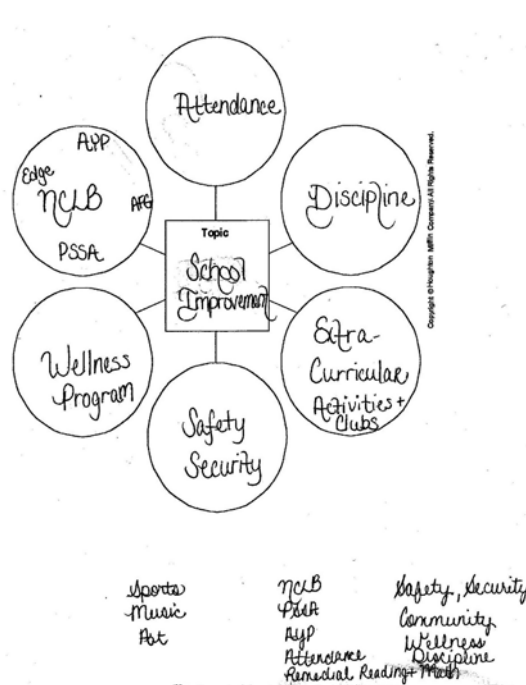 Attendance
AYP
Edge
NCLB
AFG
PSSA
Discipline
Topic
School
Improvement
Wellness
Program
Extra-
Curricular
Activities +
Clubs
Safety
Security
Copyright © Houghton Mifflin Company. All Rights Reserved.
Sports
Music
Art
NCLB
PSSA
AYP
Attendance
Remedial Reading + Math
Safety, Security
Community
Wellness
Discipline